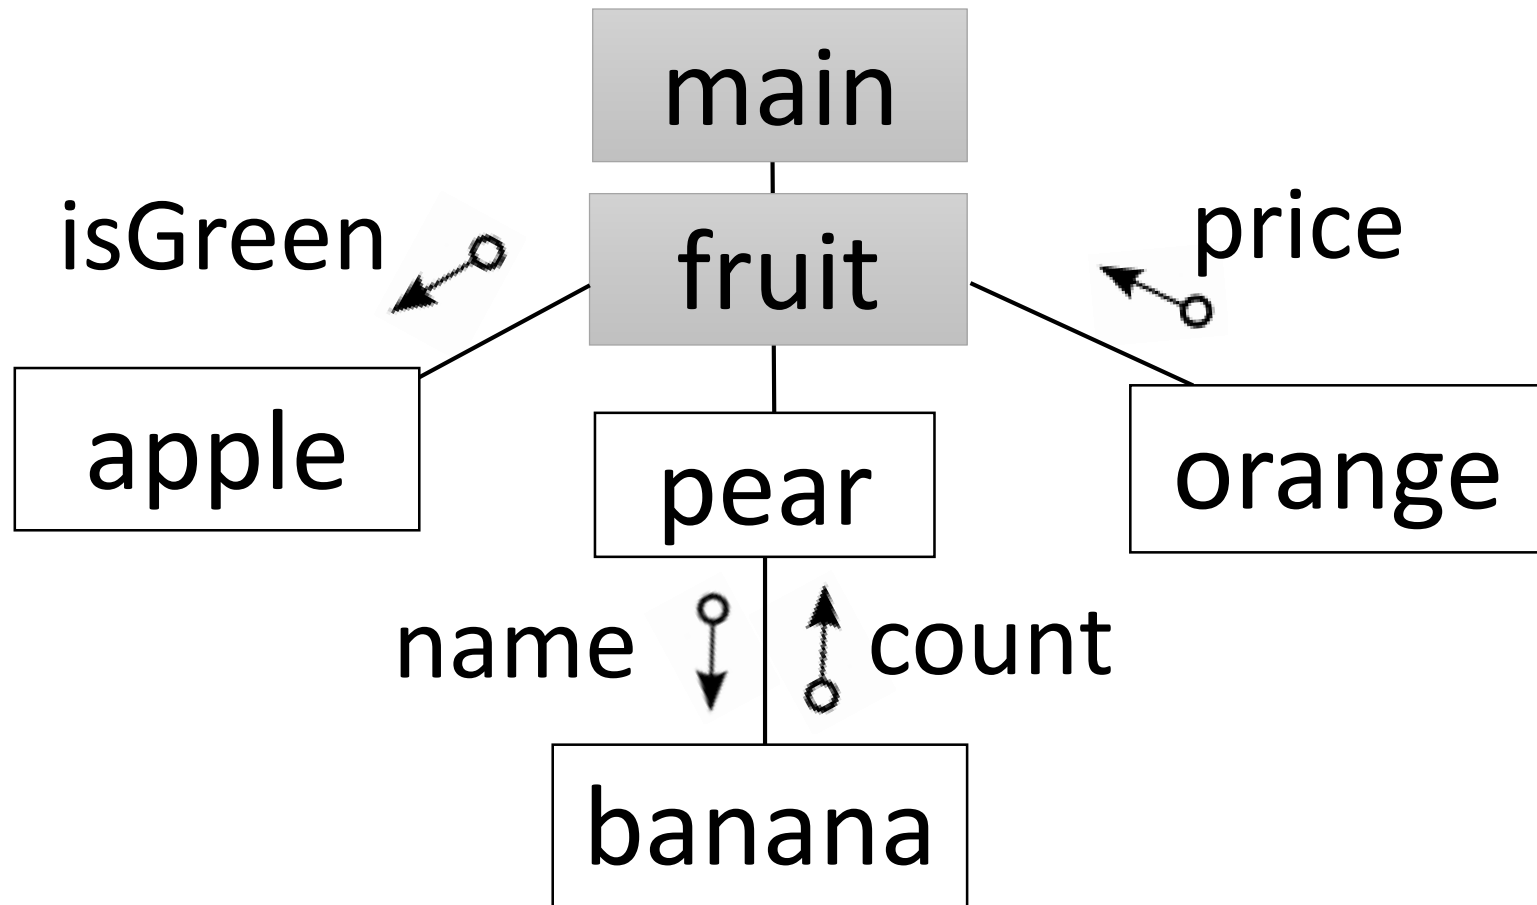 main
isGreen
fruit
price
apple
pear
orange
name
count
banana